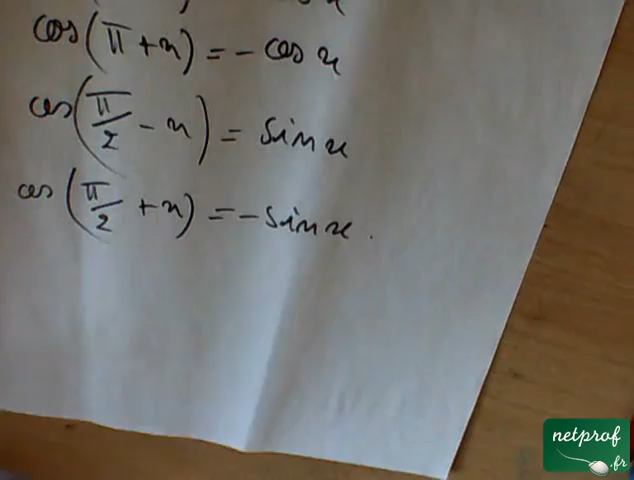 cos(π+x) = -cos x
cos(π/2 - x) = sin x
cos(π/2 + x) = -sin x.
netprof
.fr